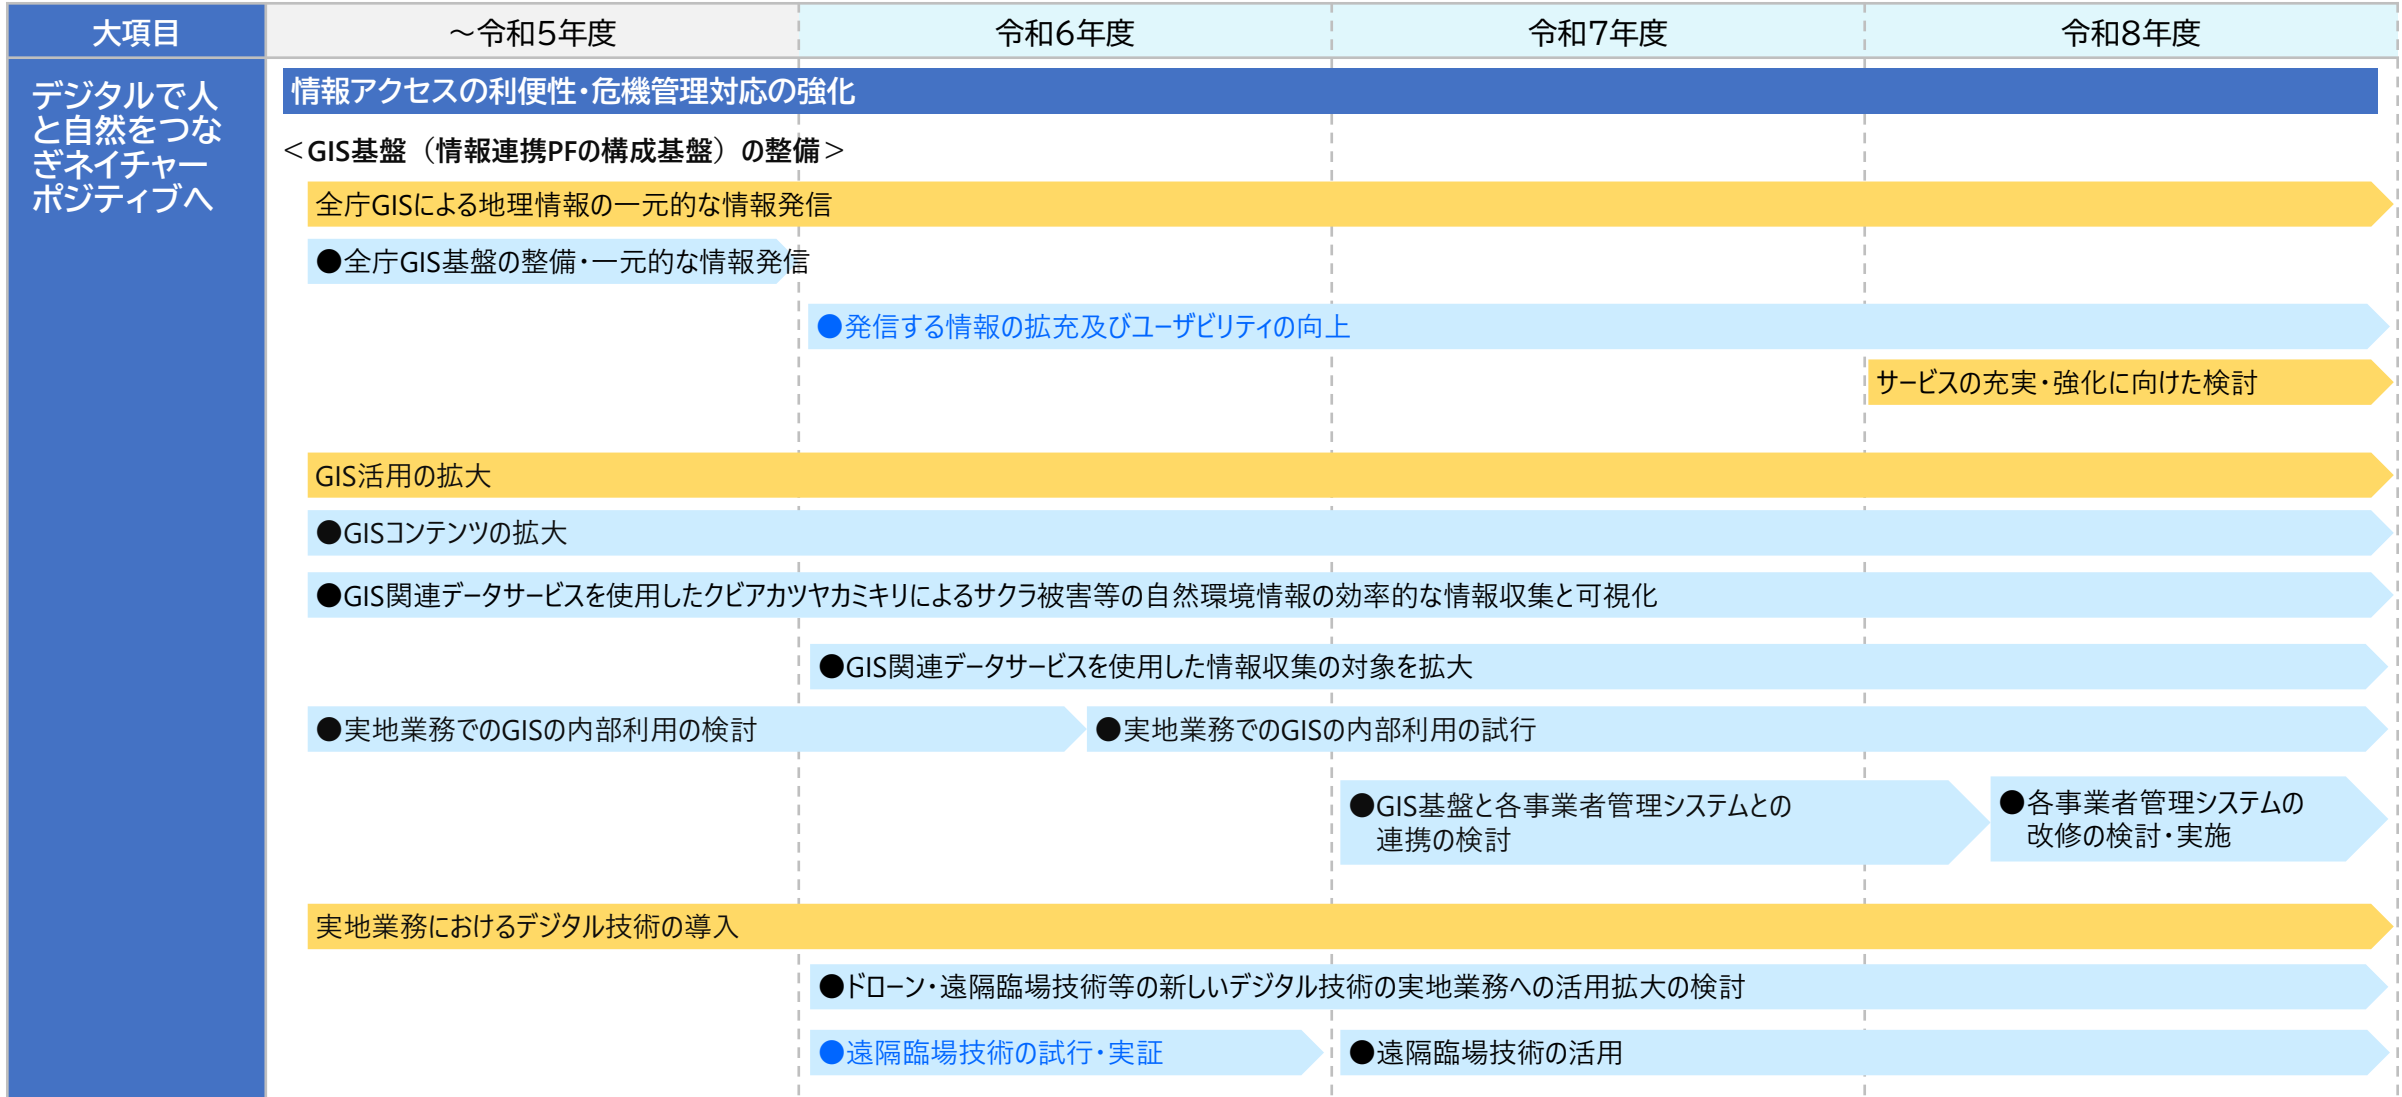 大項目
～令和5年度
令和6年度
令和7年度
令和8年度
デジタルで人
と自然をつな
ぎネイチャー
ポジティブへ
情報アクセスの利便性・危機管理対応の強化
＜GIS基盤（情報連携PFの構成基盤）の整備＞
全庁GISによる地理情報の一元的な情報発信
●全庁GIS基盤の整備・一元的な情報発信
●発信する情報の拡充及びユーザビリティの向上
サービスの充実・強化に向けた検討
GIS活用の拡大
●GISコンテンツの拡大
●GIS関連データサービスを使用したクビアカツヤカミキリによるサクラ被害等の自然環境情報の効率的な情報収集と可視化
●GIS関連データサービスを使用した情報収集の対象を拡大
●実地業務でのGISの内部利用の検討
●実地業務でのGISの内部利用の試行
●GIS基盤と各事業者管理システムとの
連携の検討
●各事業者管理システムの
改修の検討・実施
実地業務におけるデジタル技術の導入
●ドローン・遠隔臨場技術等の新しいデジタル技術の実地業務への活用拡大の検討
●遠隔臨場技術の試行・実証
●遠隔臨場技術の活用